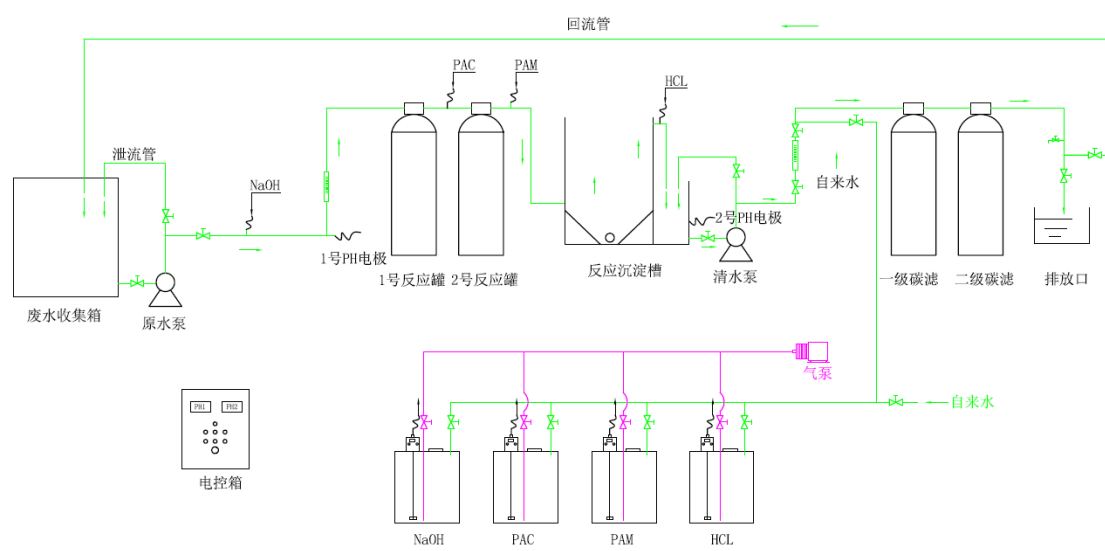 回流管
PAC
PAM
HCL
泄流管
NaOH
自来水
1号PH电极
2号PH电极
1号反应罐
2号反应罐
反应沉淀槽
清水泵
一级碳滤
二级碳滤
排放口
废水收集箱
原水泵
气泵
自来水
PH1
PH2
电控箱
NaOH
PAC
PAM
HCL